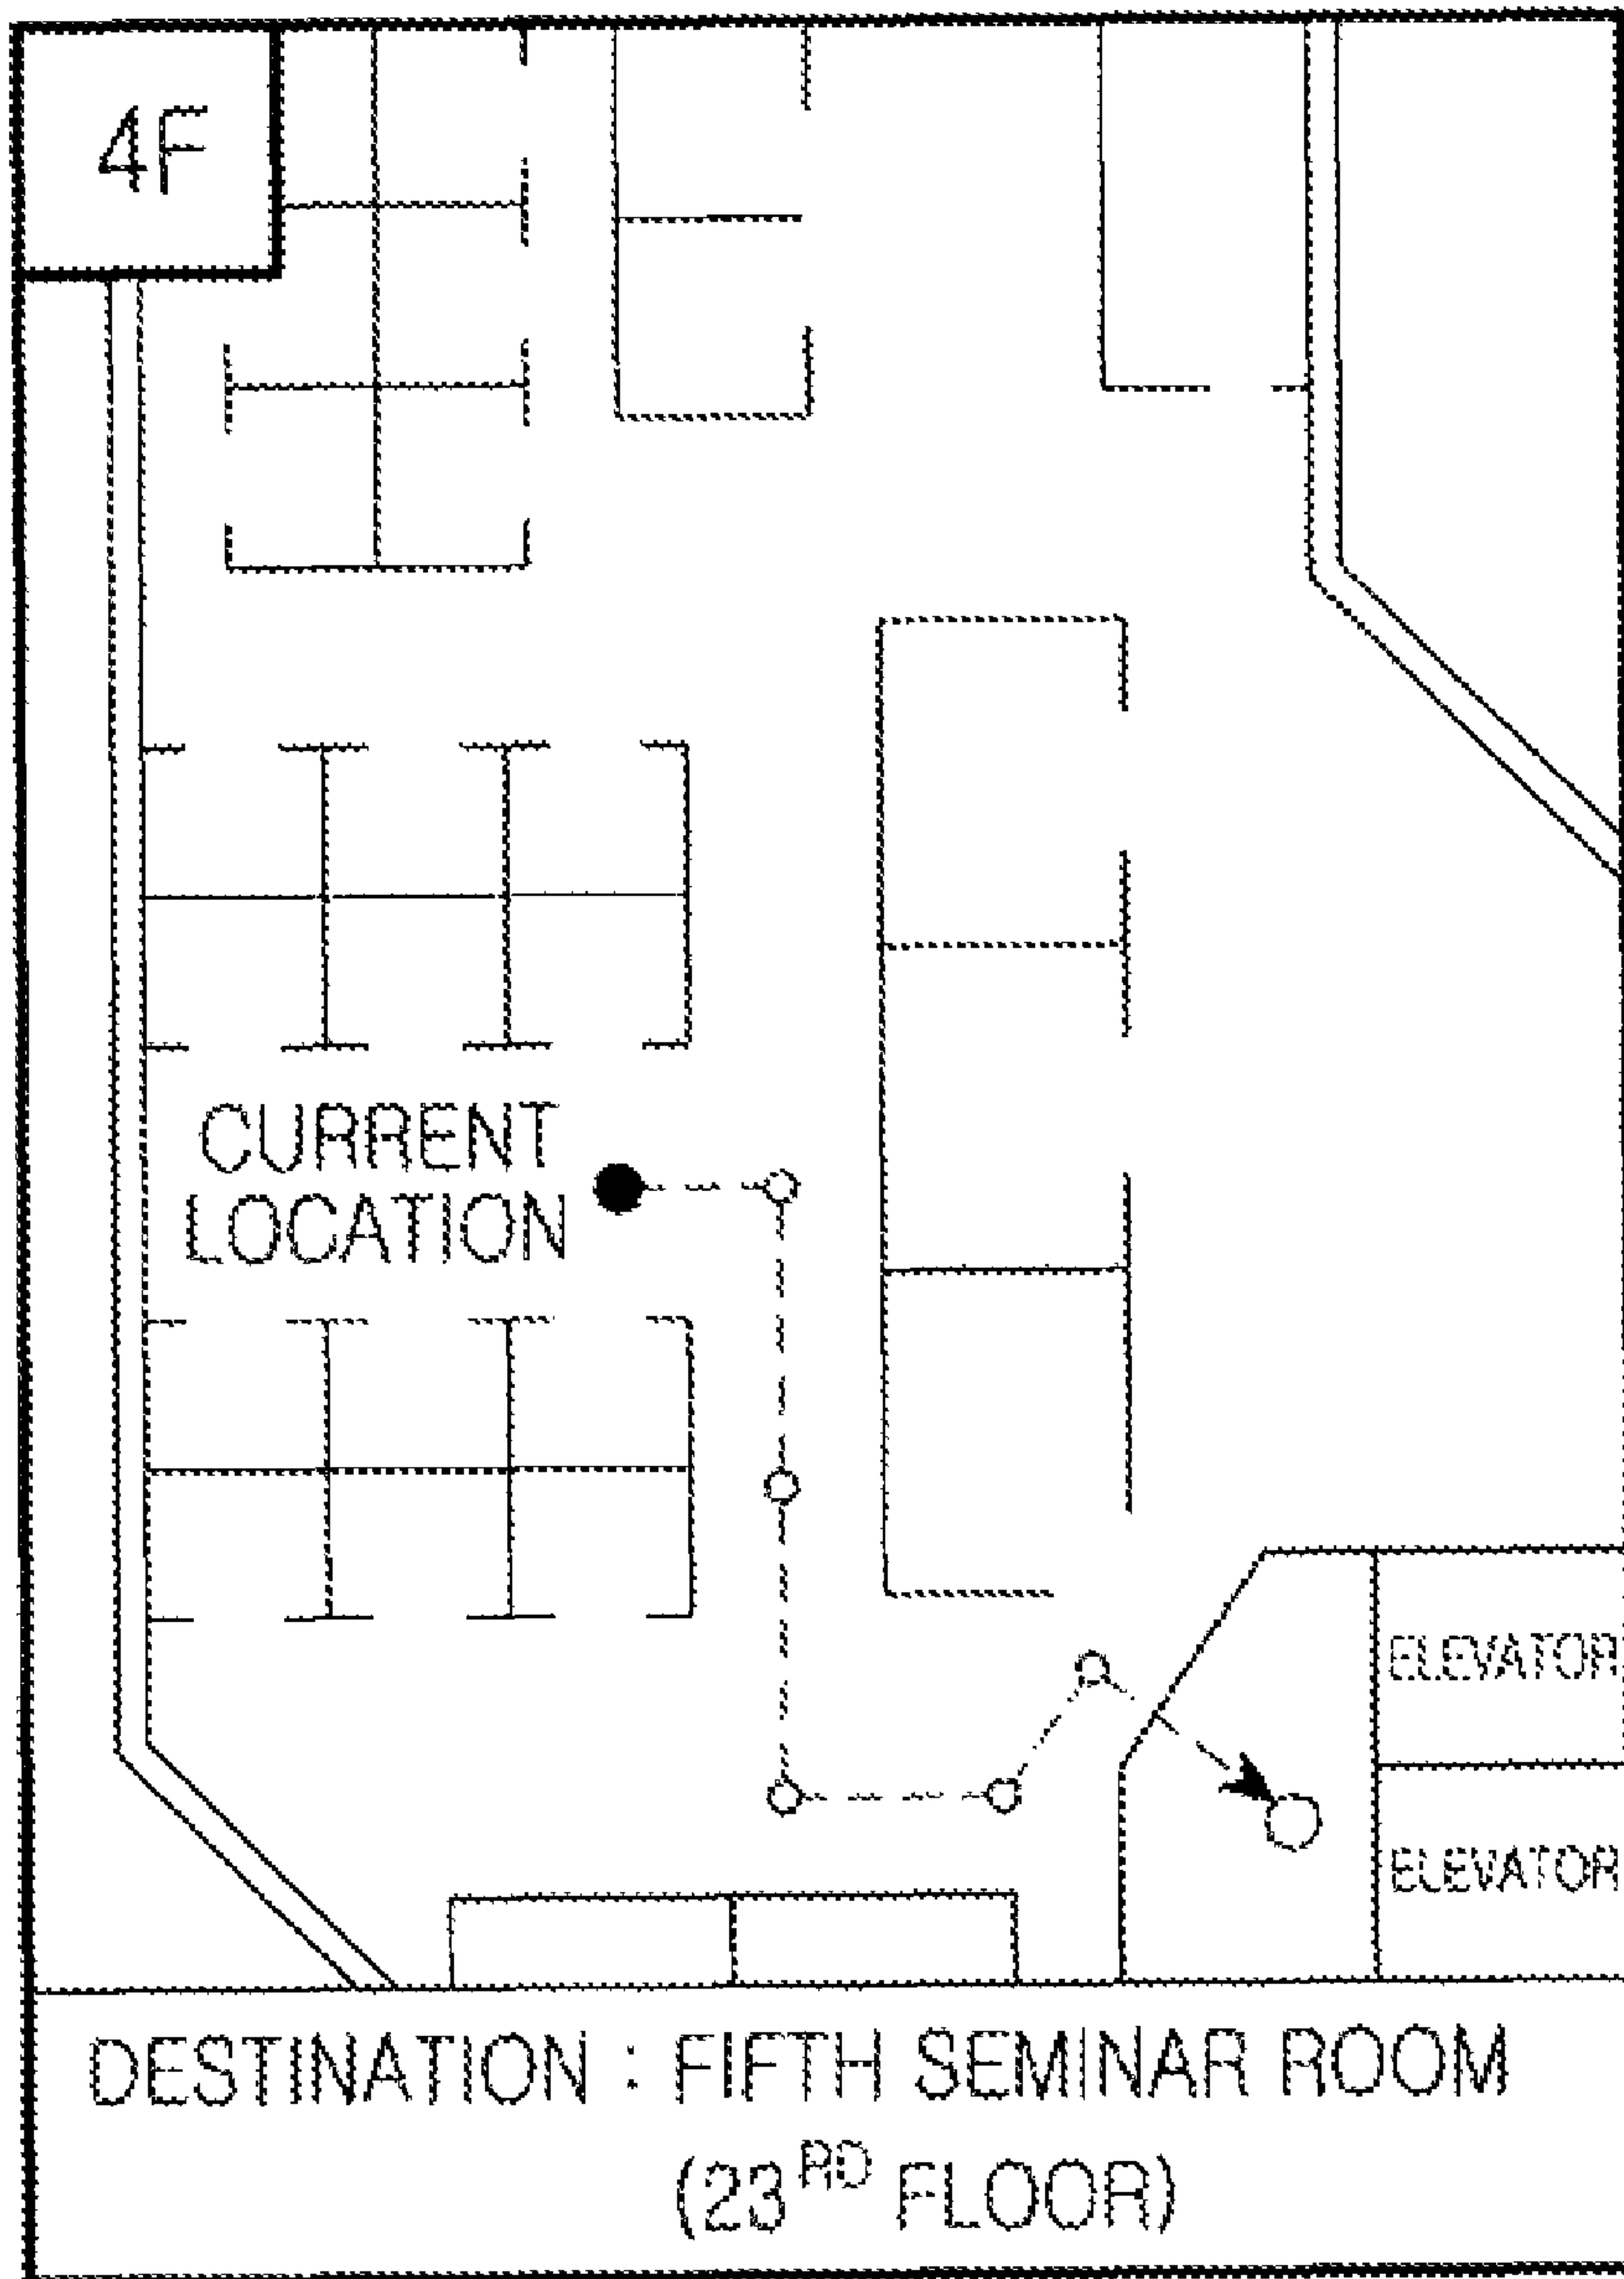 4F
CURRENT
LOCATION
ELEVATOR
ELEVATOR
DESTINATION : FIFTH SEMINAR ROOM
(23RD FLOOR)